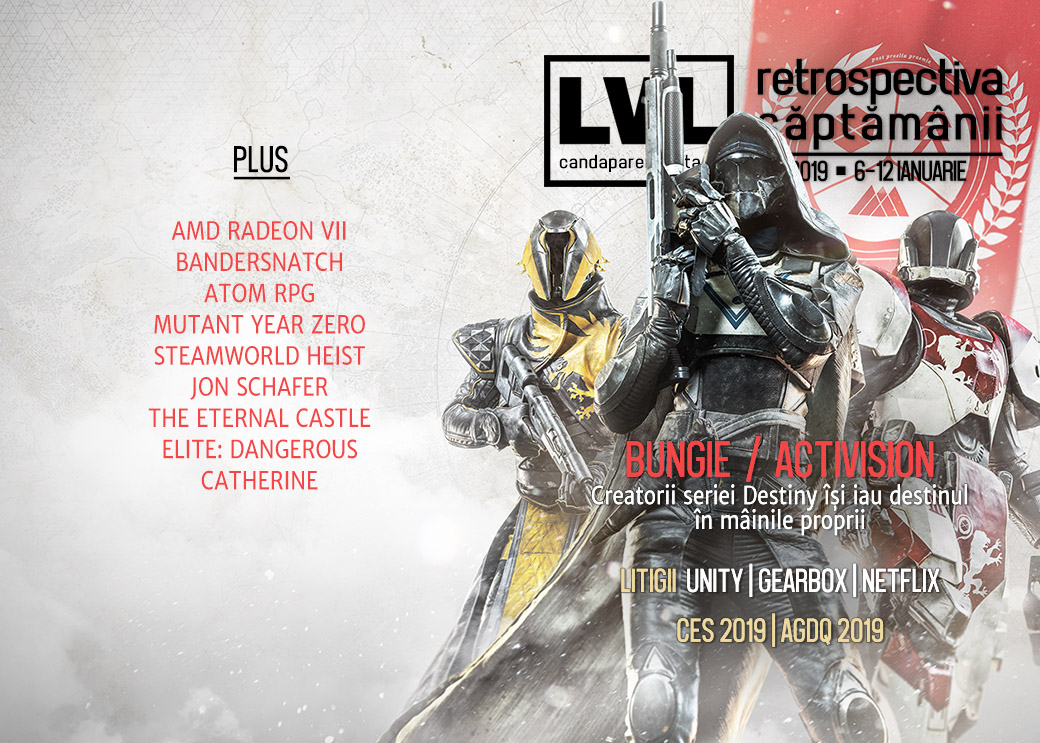 PLUS
AMD RADEON VII
BANDERSNATCH
ATOM RPG
MUTANT YEAR ZERO
STEAMWORLD HEIST
JON SCHAFER
THE ETERNAL CASTLE
ELITE: DANGEROUS
CATHERINE
LVL
retrospectiva
săptămânii
2019 ▪ 6-12 IANUARIE
BUNGIE / ACTIVISION
Creatorii seriei Destiny își iau destinul
în mâinile proprii
LITIGII UNITY | GEARBOX | NETFLIX
CES 2019 | AGDQ 2019